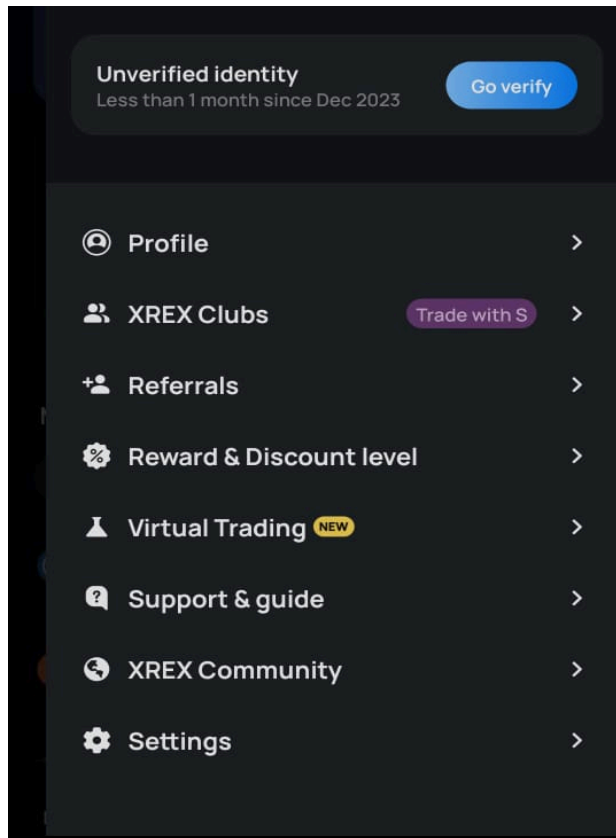 Unverified identity
Less than 1 month since Dec 2023
Go verify
Profile
XREX Clubs
Trade with S
Referrals
Reward & Discount level
Virtual Trading NEW
Support & guide
XREX Community
Settings